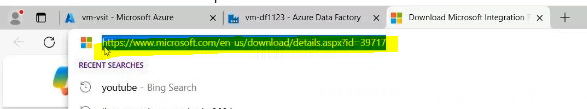 vm-vsit - Microsoft Azure
vm-df1123 - Azure Data Factory
Download Microsoft Integration
https://www.microsoft.com/en-us/download/details.aspx?id=39717
RECENT SEARCHES
youtube - Bing Search